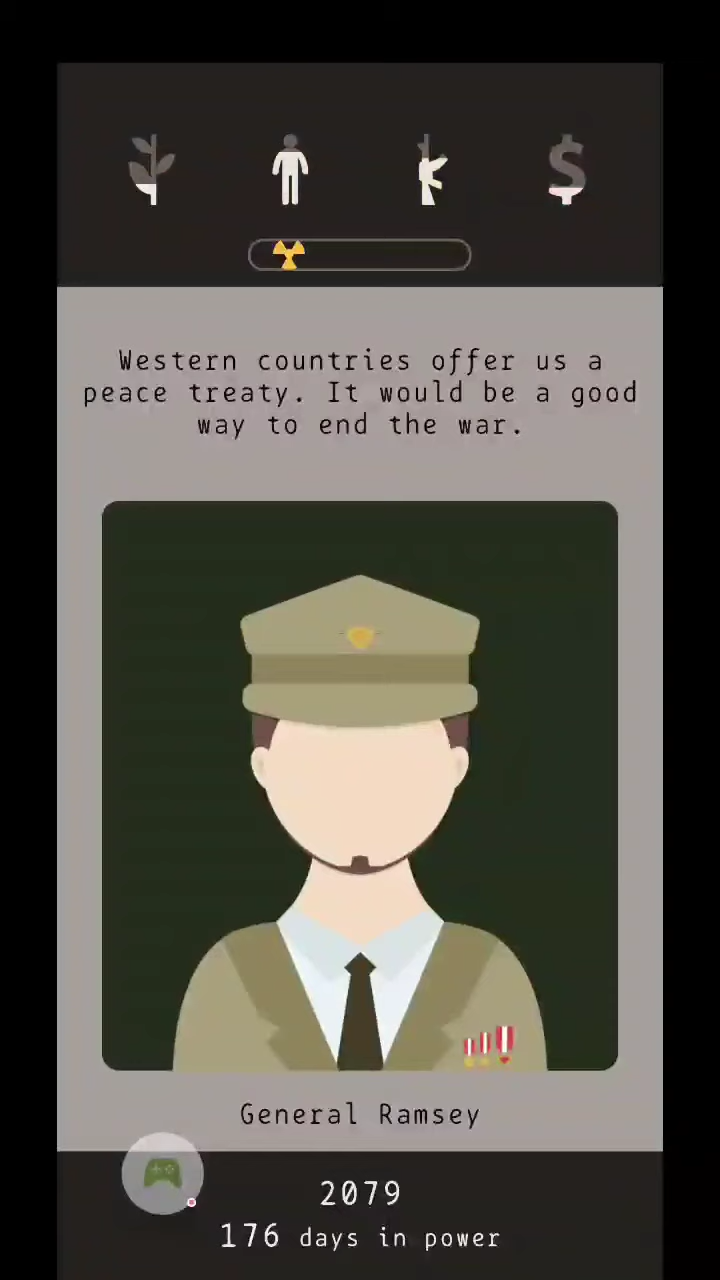 Western countries offer us a
peace treaty. It would be a good
way to end the war.
General Ramsey
2079
176 days in power